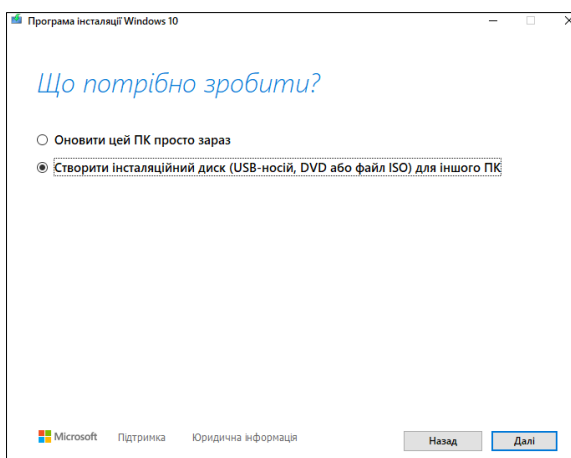 Програма інсталяції Windows 10
Що потрібно зробити?
Оновити цей ПК просто зараз
Створити інсталяційний диск (USB-носій, DVD або файл ISO) для іншого ПК
Microsoft Підтримка Юридична інформація Назад Далі